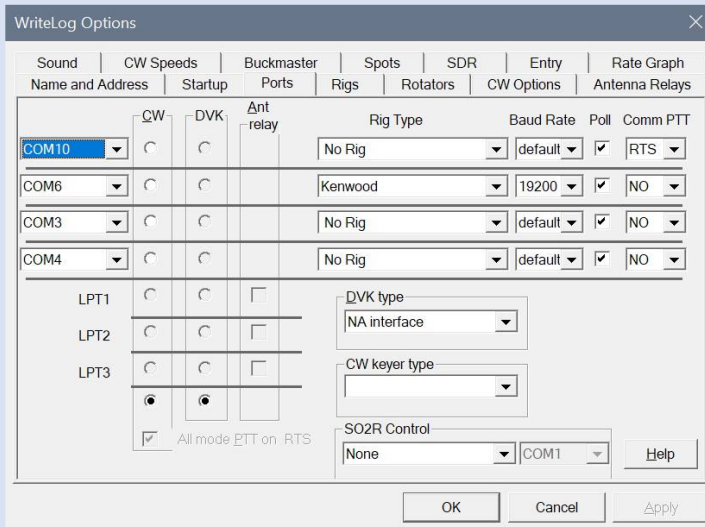 WriteLog Options
Sound CW Speeds Buckmaster Spots SDR Entry Rate Graph
Name and Address Startup Ports Rigs Rotators CW Options Antenna Relays
CW DVK Ant relay Rig Type Baud Rate Poll Comm PTT
COM10 No Rig default RTS
COM6 Kenwood 19200 NO
COM3 No Rig default NO
COM4 No Rig default NO
LPT1 DVK type
NA interface
LPT2
LPT3 CW keyer type
All mode PTT on RTS SO2R Control
None COM1 Help
OK Cancel Apply